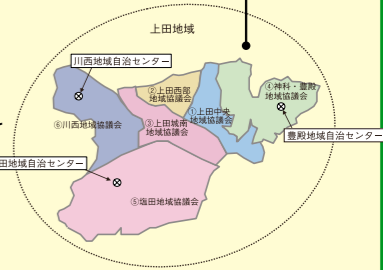 上田地域
川西地域自治センター
②上田西部
地域協議会
④神科・豊殿
地域協議会
①上田中央
地域協議会
③上田城南
地域協議会
⑥川西地域協議会
豊殿地域自治センター
田地域自治センター
⑤塩田地域協議会